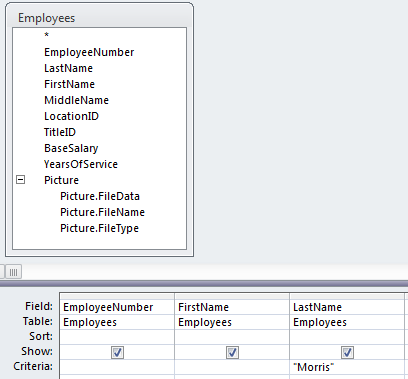 Employees
*
EmployeeNumber
LastName
FirstName
MiddleName
LocationID
TitleID
BaseSalary
YearsOfService
Picture
Picture.FileData
Picture.FileName
Picture.FileType
Field: EmployeeNumber FirstName LastName
Table: Employees Employees Employees
Sort:
Show:
Criteria: "Morris"